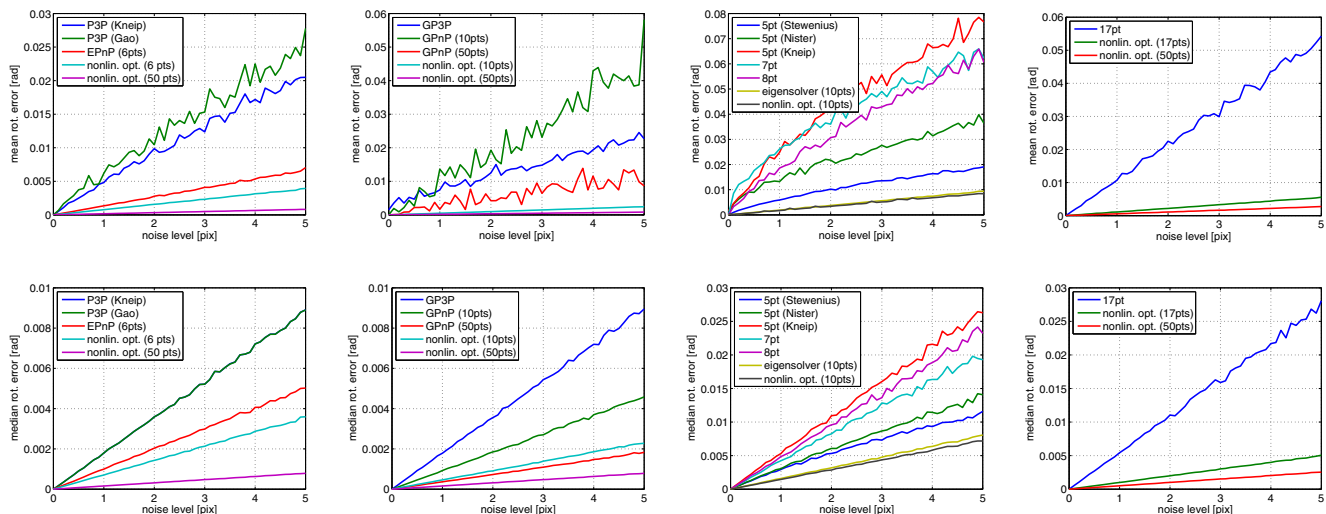 0.03
0.025
0.02
0.015
0.01
0.005
0
mean rot. error [rad]
P3P (Kneip)
P3P (Gao)
EPnP (6pts)
nonlin. opt. (6 pts)
nonlin. opt. (50 pts)
0 1 2 3 4 5
noise level [pix]
0.06
0.05
0.04
0.03
0.02
0.01
0
mean rot. error [rad]
GP3P
GPnP (10pts)
GPnP (50pts)
nonlin. opt. (10pts)
nonlin. opt. (50pts)
0 1 2 3 4 5
noise level [pix]
0.08
0.07
0.06
0.05
0.04
0.03
0.02
0.01
0
mean rot. error [rad]
5pt (Stewenius)
5pt (Nister)
5pt (Kneip)
7pt
8pt
eigensolver (10pts)
nonlin. opt. (10pts)
0 1 2 3 4 5
noise level [pix]
0.06
0.05
0.04
0.03
0.02
0.01
0
mean rot. error [rad]
17pt
nonlin. opt. (17pts)
nonlin. opt. (50pts)
0 1 2 3 4 5
noise level [pix]
0.01
0.008
0.006
0.004
0.002
0
median rot. error [rad]
P3P (Kneip)
P3P (Gao)
EPnP (6pts)
nonlin. opt. (6 pts)
nonlin. opt. (50 pts)
0 1 2 3 4 5
noise level [pix]
0.01
0.008
0.006
0.004
0.002
0
median rot. error [rad]
GP3P
GPnP (10pts)
GPnP (50pts)
nonlin. opt. (10pts)
nonlin. opt. (50pts)
0 1 2 3 4 5
noise level [pix]
0.03
0.025
0.02
0.015
0.01
0.005
0
median rot. error [rad]
5pt (Stewenius)
5pt (Nister)
5pt (Kneip)
7pt
8pt
eigensolver (10pts)
nonlin. opt. (10pts)
0 1 2 3 4 5
noise level [pix]
0.03
0.025
0.02
0.015
0.01
0.005
0
median rot. error [rad]
17pt
nonlin. opt. (17pts)
nonlin. opt. (50pts)
0 1 2 3 4 5
noise level [pix]